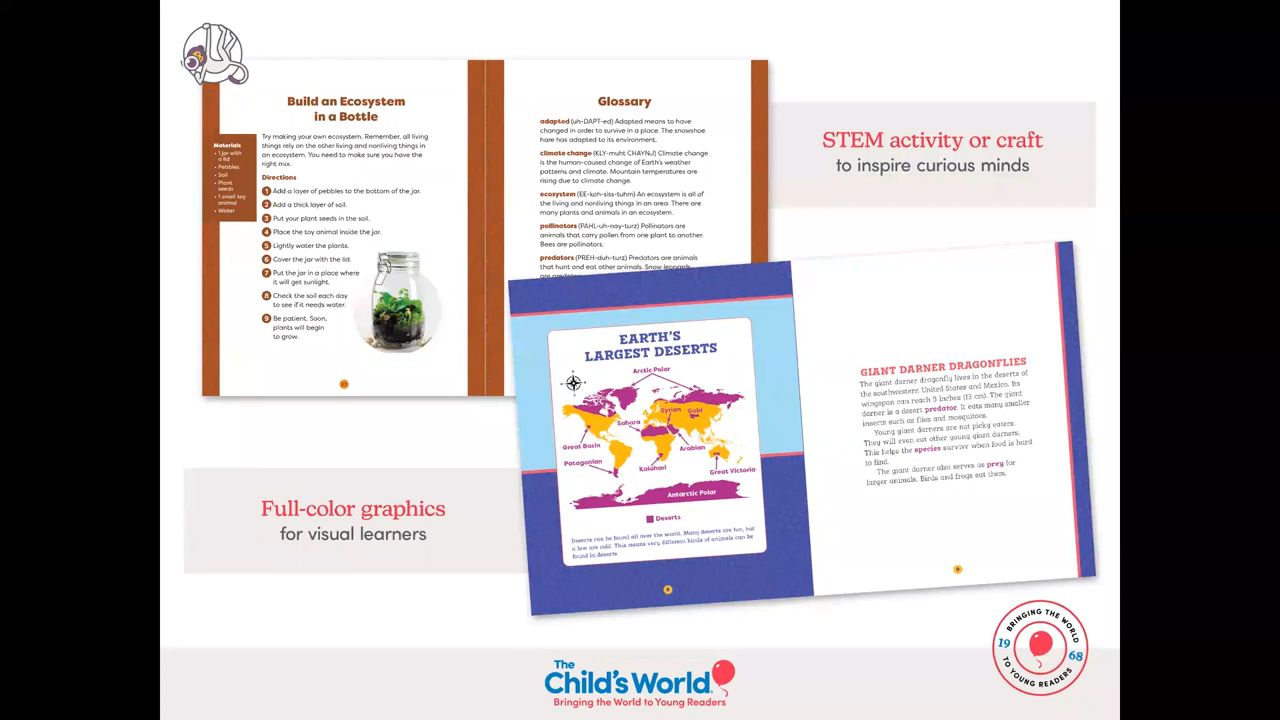 Build an Ecosystem
in a Bottle
Try making your own ecosystem. Remember, all living
things rely on the other living and nonliving things in
an ecosystem. You need to make sure you have the
right mix.
Materials
• 1 jar with
a lid
• Pebbles
• Soil
• Plant
seeds
• 1 small toy
animal
• Water
Directions
1 Add a layer of pebbles to the bottom of the jar.
2 Add a thick layer of soil.
3 Put your plant seeds in the soil.
4 Place the toy animal inside the jar.
5 Lightly water the plants.
6 Cover the jar with the lid.
7 Put the jar in a place where
it will get sunlight.
8 Check the soil each day
to see if it needs water.
9 Be patient. Soon,
plants will begin
to grow.
Glossary
adapted (uh-DAPT-ed) Adapted means to have
changed in order to survive in a place. The snowshoe
hare has adapted to its environment.
climate change (KLY-muht CHAYNJ) Climate change
is the human-caused change of Earth's weather
patterns and climate. Mountain temperatures are
rising due to climate change.
ecosystem (EE-koh-siss-tuhm) An ecosystem is all of
the living and nonliving things in an area. There are
many plants and animals in an ecosystem.
pollinators (PAHL-uh-nay-turz) Pollinators are
animals that carry pollen from one plant to another.
Bees are pollinators.
predators (PREH-duh-turz) Predators are animals
that hunt and eat other animals. Snow leopards
are
STEM activity or craft
to inspire curious minds
EARTH'S
LARGEST DESERTS
Arctic Polar
Syrian
Gobi
Sahara
Great Basin
Arabian
Patagonian
Kalahari
Great Victoria
Antarctic Polar
Deserts
Deserts can be found all over the world. Many deserts are hot, but
a few are cold. This means very different kinds of animals can be
found in deserts.
8
GIANT DARNER DRAGONFLIES
The giant darner dragonfly lives in the deserts of
the southwestern United States and Mexico. Its
wingspan can reach 5 inches (13 cm). The giant
darner is a desert predator. It eats many smaller
insects such as flies and mosquitoes.
Young giant darners are not picky eaters.
They will even eat other young giant darners.
This helps the species survive when food is hard
to find.
The giant darner also serves as prey for
larger animals. Birds and frogs eat them.
9
Full-color graphics
for visual learners
BRINGING THE WORLD
19 68
TO YOUNG READERS
The
Child's World
Bringing the World to Young Readers